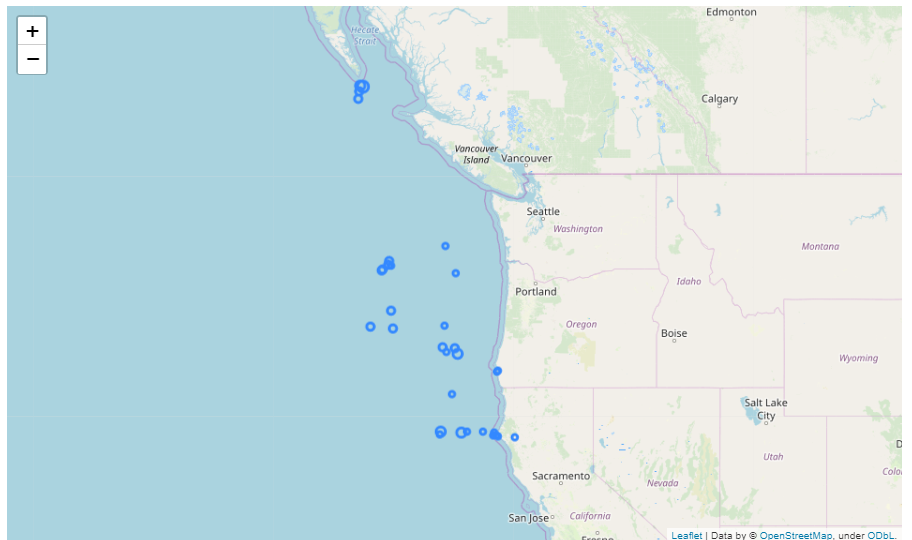 +
−
Edmonton
Hecate
Strait
Calgary
Vancouver
Island
Vancouver
Seattle
Washington
Montana
Portland
Idaho
Oregon
Boise
Wyoming
Salt Lake
City
Utah
Colo
Sacramento
Nevada
San Jose
California
Fresno
Leaflet | Data by © OpenStreetMap, under ODbL.